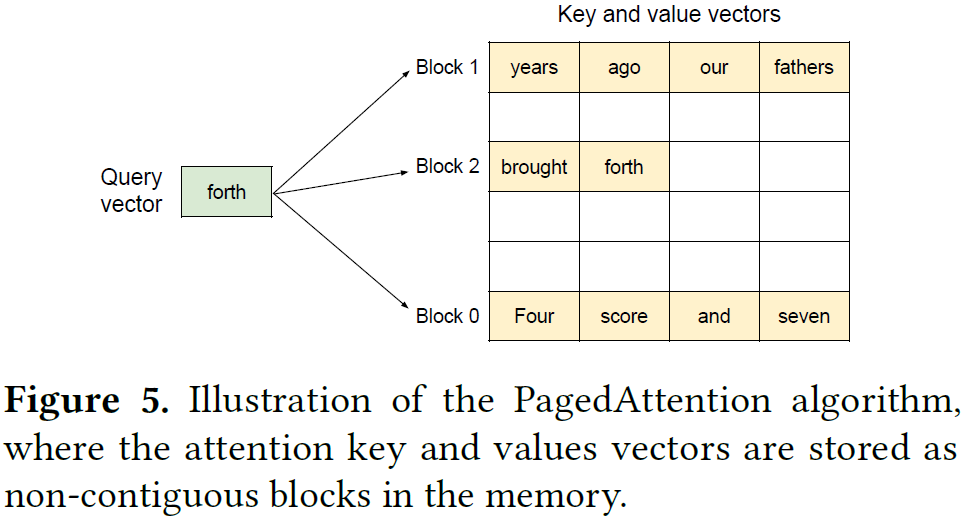 Key and value vectors
Block 1 years ago our fathers
Query
vector
forth
Block 2 brought forth
Block 0 Four score and seven
Figure 5. Illustration of the PagedAttention algorithm,
where the attention key and values vectors are stored as
non-contiguous blocks in the memory.